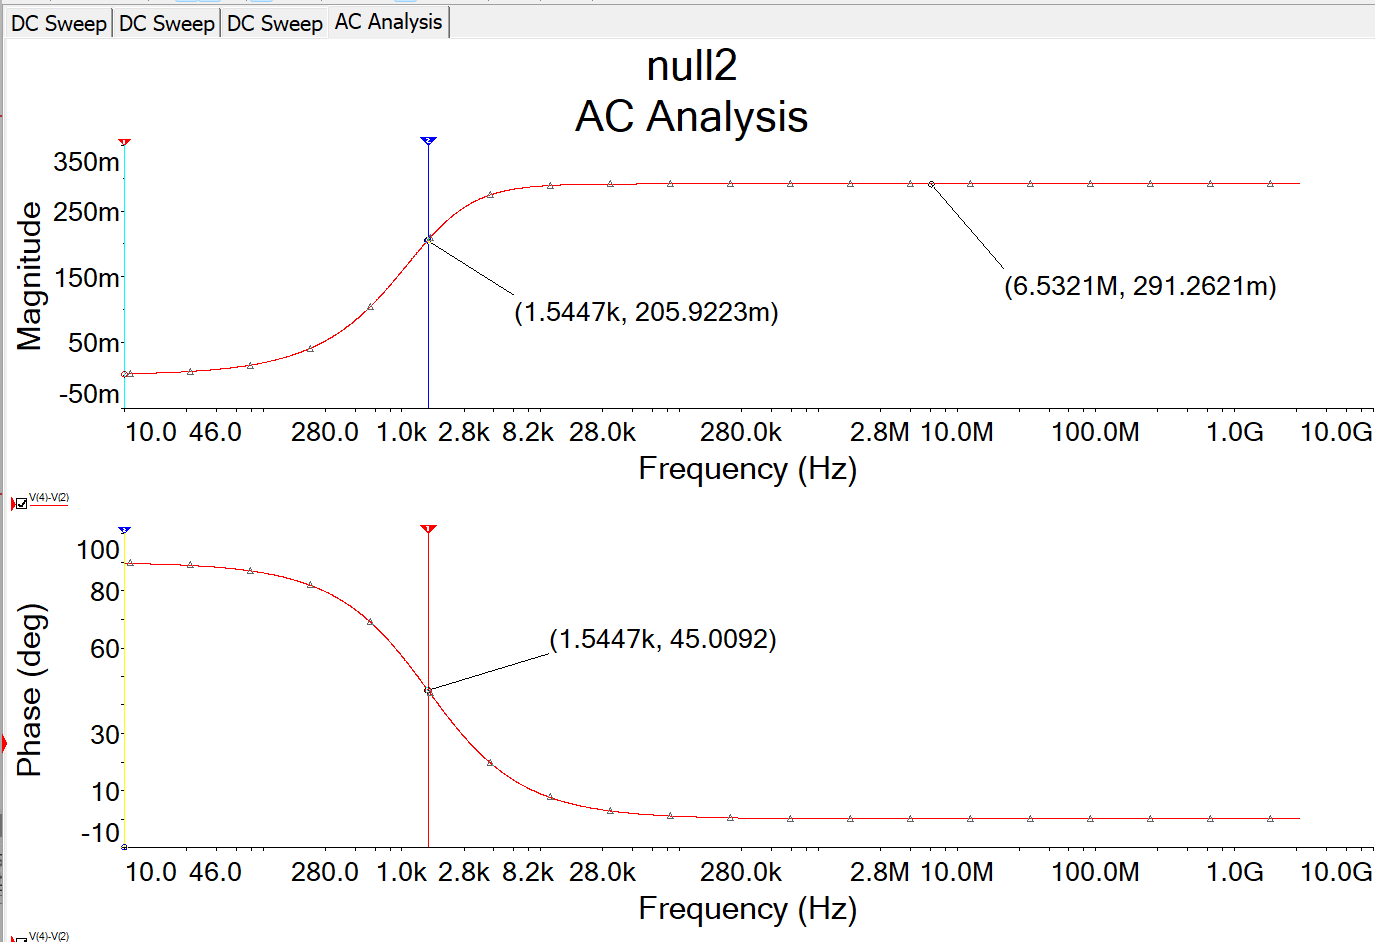 DC Sweep DC Sweep DC Sweep AC Analysis
null2
AC Analysis
350m
250m
150m
50m
-50m
Magnitude
(1.5447k, 205.9223m)
(6.5321M, 291.2621m)
10.0 46.0 280.0 1.0k 2.8k 8.2k 28.0k 280.0k 2.8M 10.0M 100.0M 1.0G 10.0G
Frequency (Hz)
V(4)-V(2)
100
80
60
30
10
-10
Phase (deg)
(1.5447k, 45.0092)
10.0 46.0 280.0 1.0k 2.8k 8.2k 28.0k 280.0k 2.8M 10.0M 100.0M 1.0G 10.0G
Frequency (Hz)
V(4)-V(2)